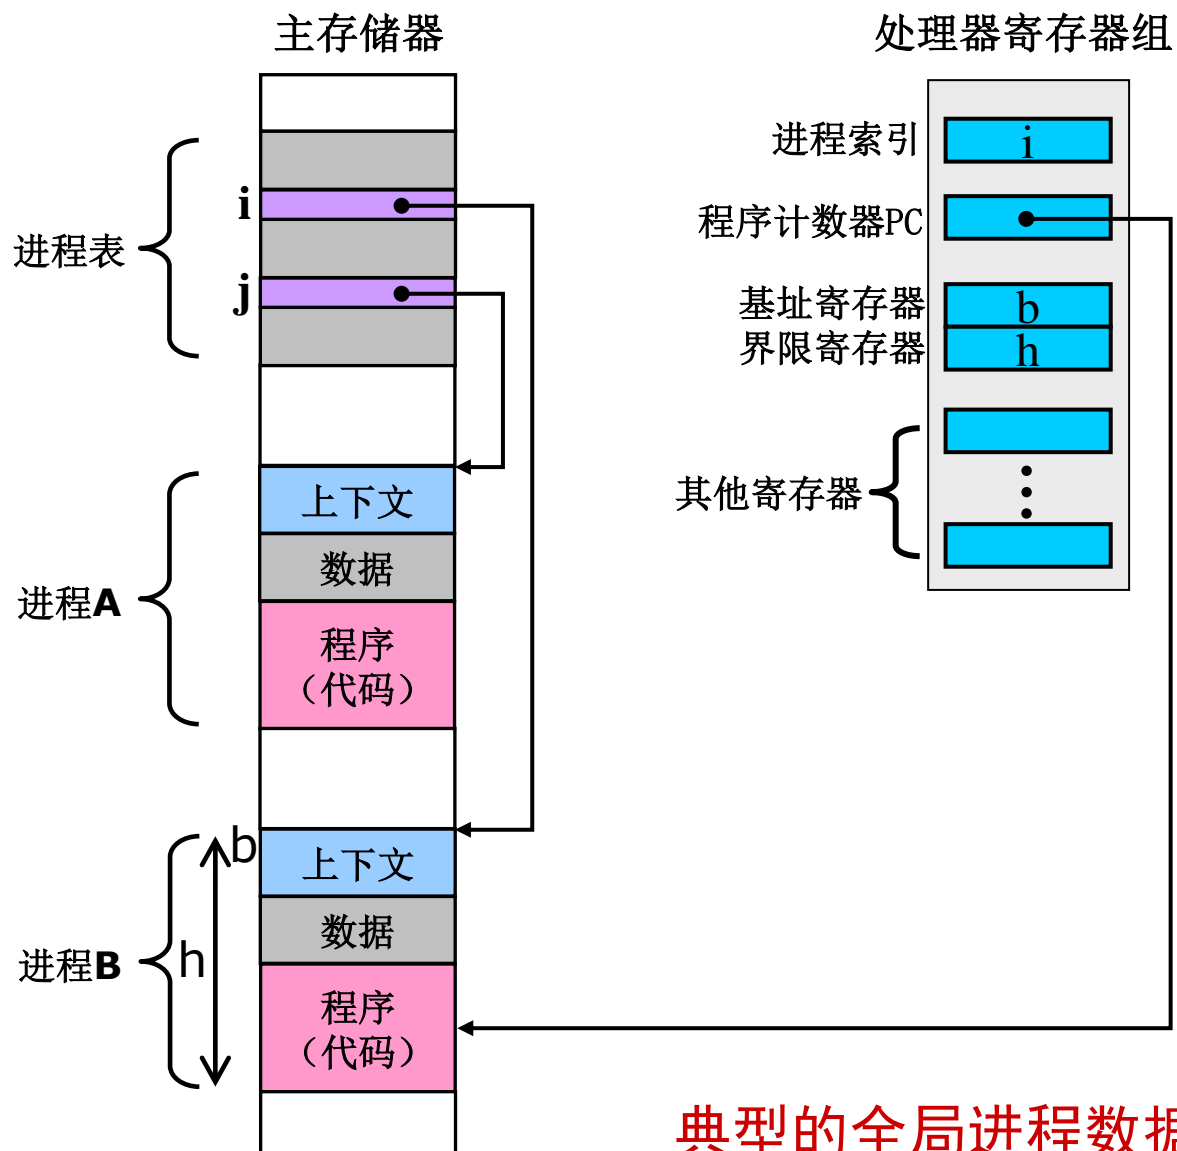 主存储器
处理器寄存器组
进程索引
i
i
程序计数器PC
进程表
j
基址寄存器
b
界限寄存器
h
上下文
其他寄存器
数据
进程A
程序
（代码）
b
上下文
数据
进程B
h
程序
（代码）
典型的全局进程数